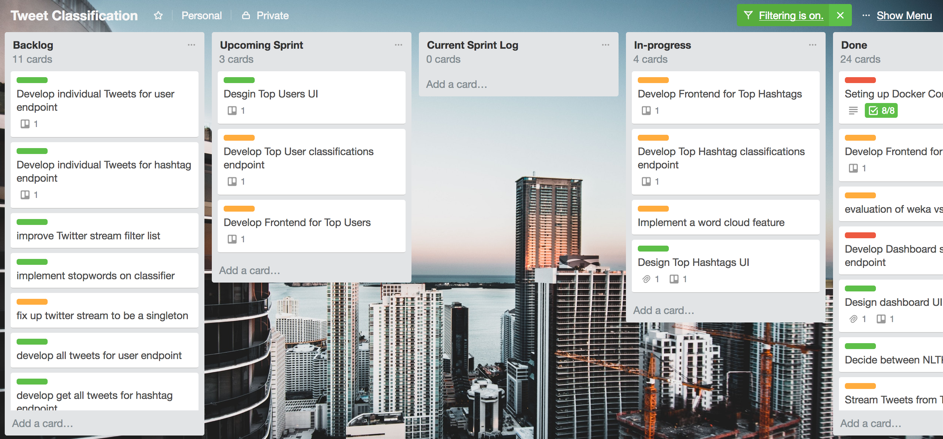 Tweet Classification Personal Private Filtering is on. × ... Show Menu
Backlog ...
11 cards
Develop individual Tweets for user
endpoint
1
Develop individual Tweets for hashtag
endpoint
1
improve Twitter stream filter list
implement stopwords on classifier
fix up twitter stream to be a singleton
develop all tweets for user endpoint
develop get all tweets for hashtag
endpoint
Add a card...
Upcoming Sprint ...
3 cards
Desgin Top Users UI
1
Develop Top User classifications
endpoint
1
Develop Frontend for Top Users
1
Add a card...
Current Sprint Log ...
0 cards
Add a card...
In-progress ...
4 cards
Develop Frontend for Top Hashtags
1
Develop Top Hashtag classifications
endpoint
1
Implement a word cloud feature
Design Top Hashtags UI
1 1
Add a card...
Done
24 cards
Seting up Docker Con
8/8
Develop Frontend for
1
evaluation of weka vs
Develop Dashboard s
endpoint
Design dashboard UI
1 1
Decide between NLT
Stream Tweets from T
Add a card...